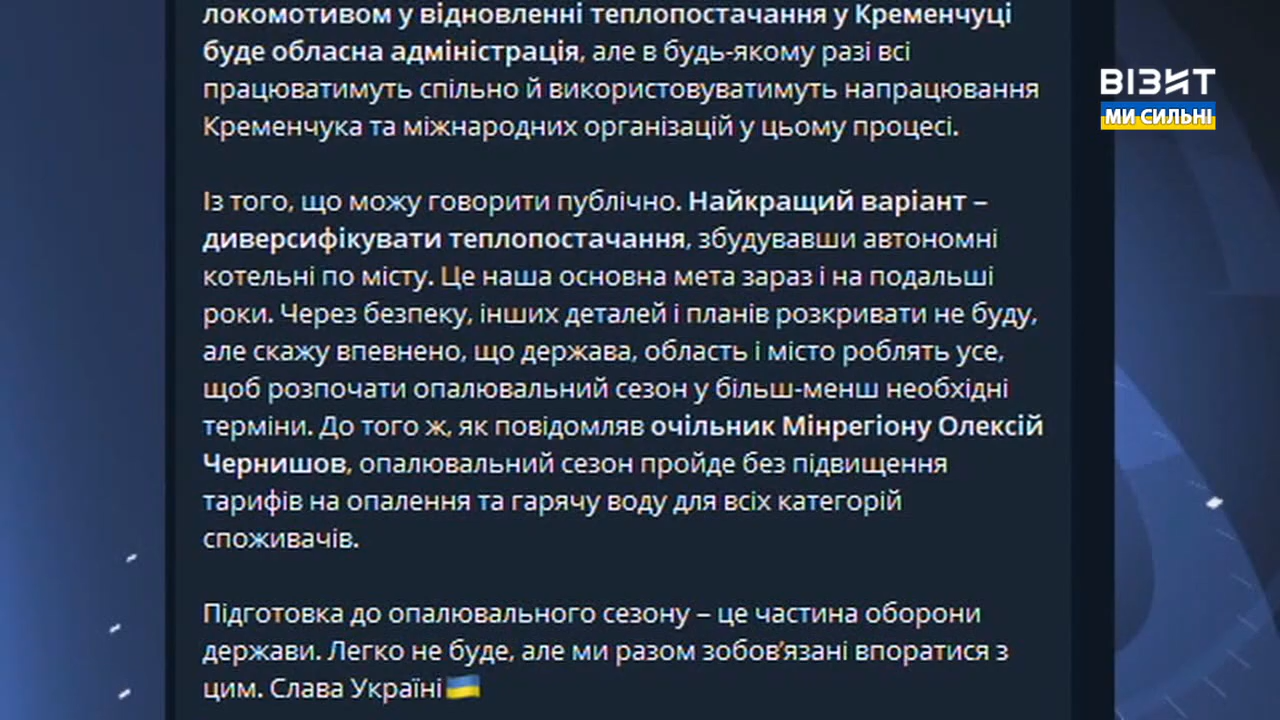 локомотивом у відновленні теплопостачання у Кременчуці
буде обласна адміністрація, але в будь-якому разі всі
працюватимуть спільно й використовуватимуть напрацювання
Кременчука та міжнародних організацій у цьому процесі.
Із того, що можу говорити публічно. Найкращий варіант –
диверсифікувати теплопостачання, збудувавши автономні
котельні по місту. Це наша основна мета зараз і на подальші
роки. Через безпеку, інших деталей і планів розкривати не буду,
але скажу впевнено, що держава, область і місто роблять усе,
щоб розпочати опалювальний сезон у більш-менш необхідні
терміни. До того ж, як повідомляв очільник Мінрегіону Олексій
Чернишов, опалювальний сезон пройде без підвищення
тарифів на опалення та гарячу воду для всіх категорій
споживачів.
Підготовка до опалювального сезону – це частина оборони
держави. Легко не буде, але ми разом зобов’язані впоратися з
цим. Слава Україні🇺🇦
ВІЗИТ
МИ СИЛЬНІ